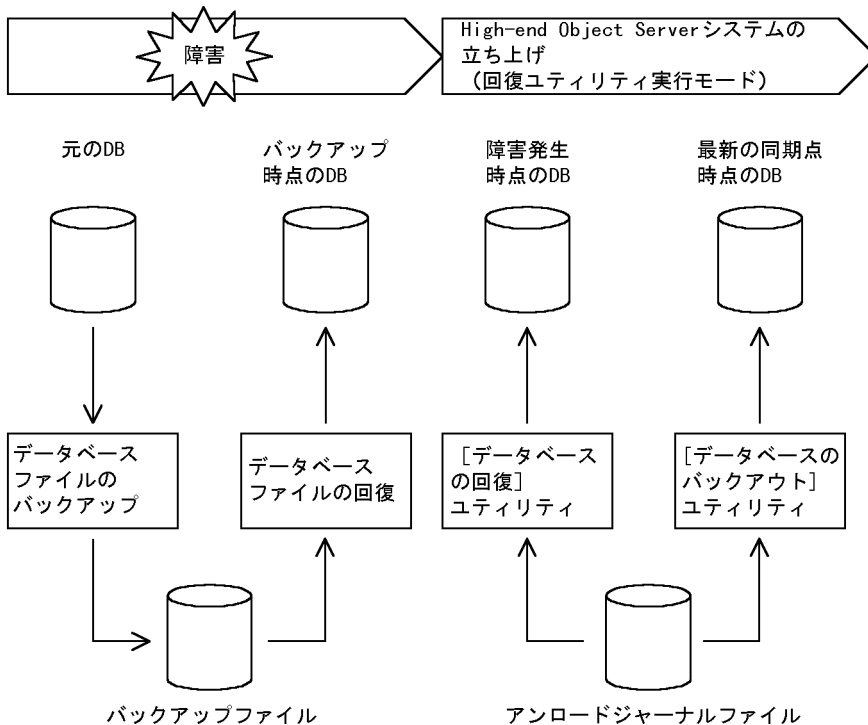 障害
High-end Object Serverシステムの
立ち上げ
（回復ユティリティ実行モード）
元のDB
バックアップ
時点のDB
障害発生
時点のDB
最新の同期点
時点のDB
データベース
ファイルの
バックアップ
データベース
ファイルの回復
［データベース
の回復］
ユティリティ
［データベースの
バックアウト］
ユティリティ
バックアップファイル
アンロードジャーナルファイル